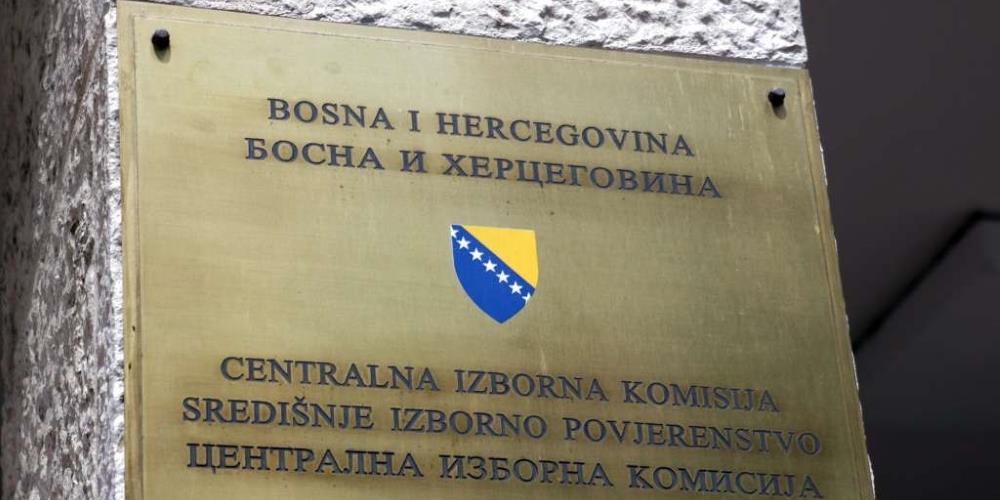 BOSNA I HERCEGOVINA
БОСНА И ХЕРЦЕГОВИНА
CENTRALNA IZBORNA KOMISIJA
SREDIŠNJE IZBORNO POVJERENSTVO
ЦЕНТРАЛНА ИЗБОРНА КОМИСИЈА